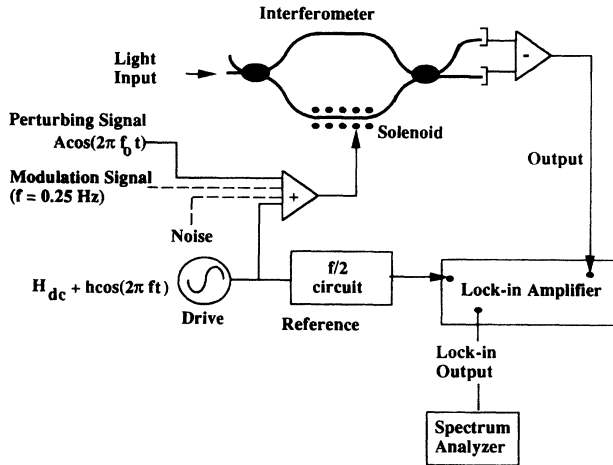 Interferometer
Light
Input
-
Perturbing Signal
Acos(2π f₀ t)
Solenoid
Modulation Signal
(f = 0.25 Hz)
+
Output
Noise
H_dc + hcos(2π ft)
Drive
f/2
circuit
Reference
Lock-in Amplifier
Lock-in
Output
Spectrum
Analyzer